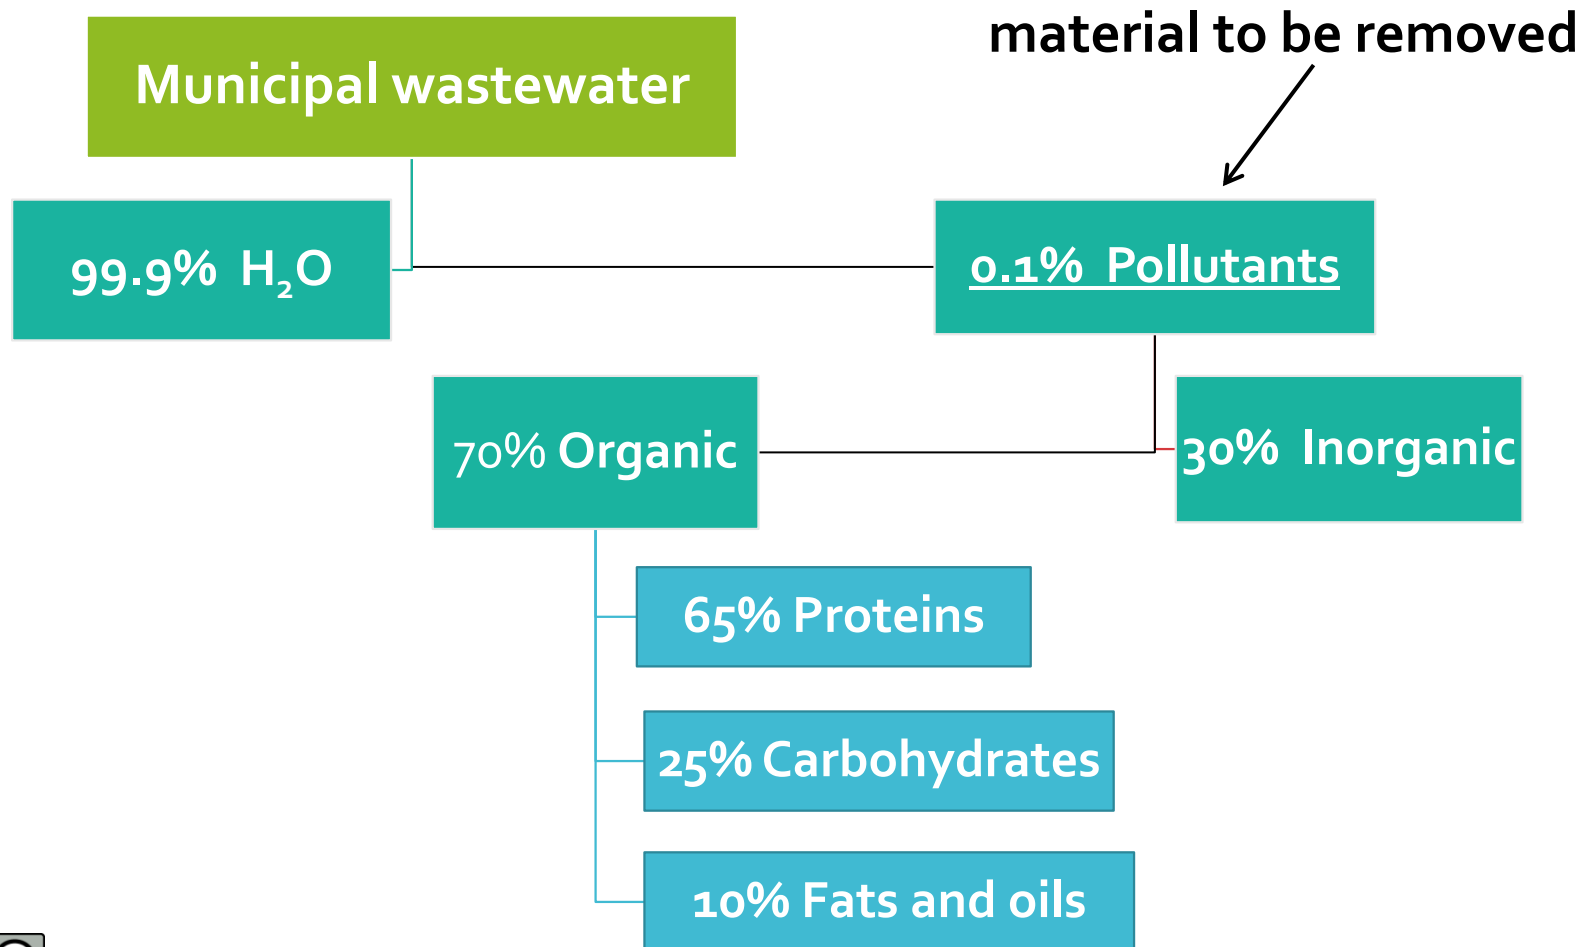 material to be removed
Municipal wastewater
99.9% H₂O
0.1% Pollutants
70% Organic
30% Inorganic
65% Proteins
25% Carbohydrates
10% Fats and oils